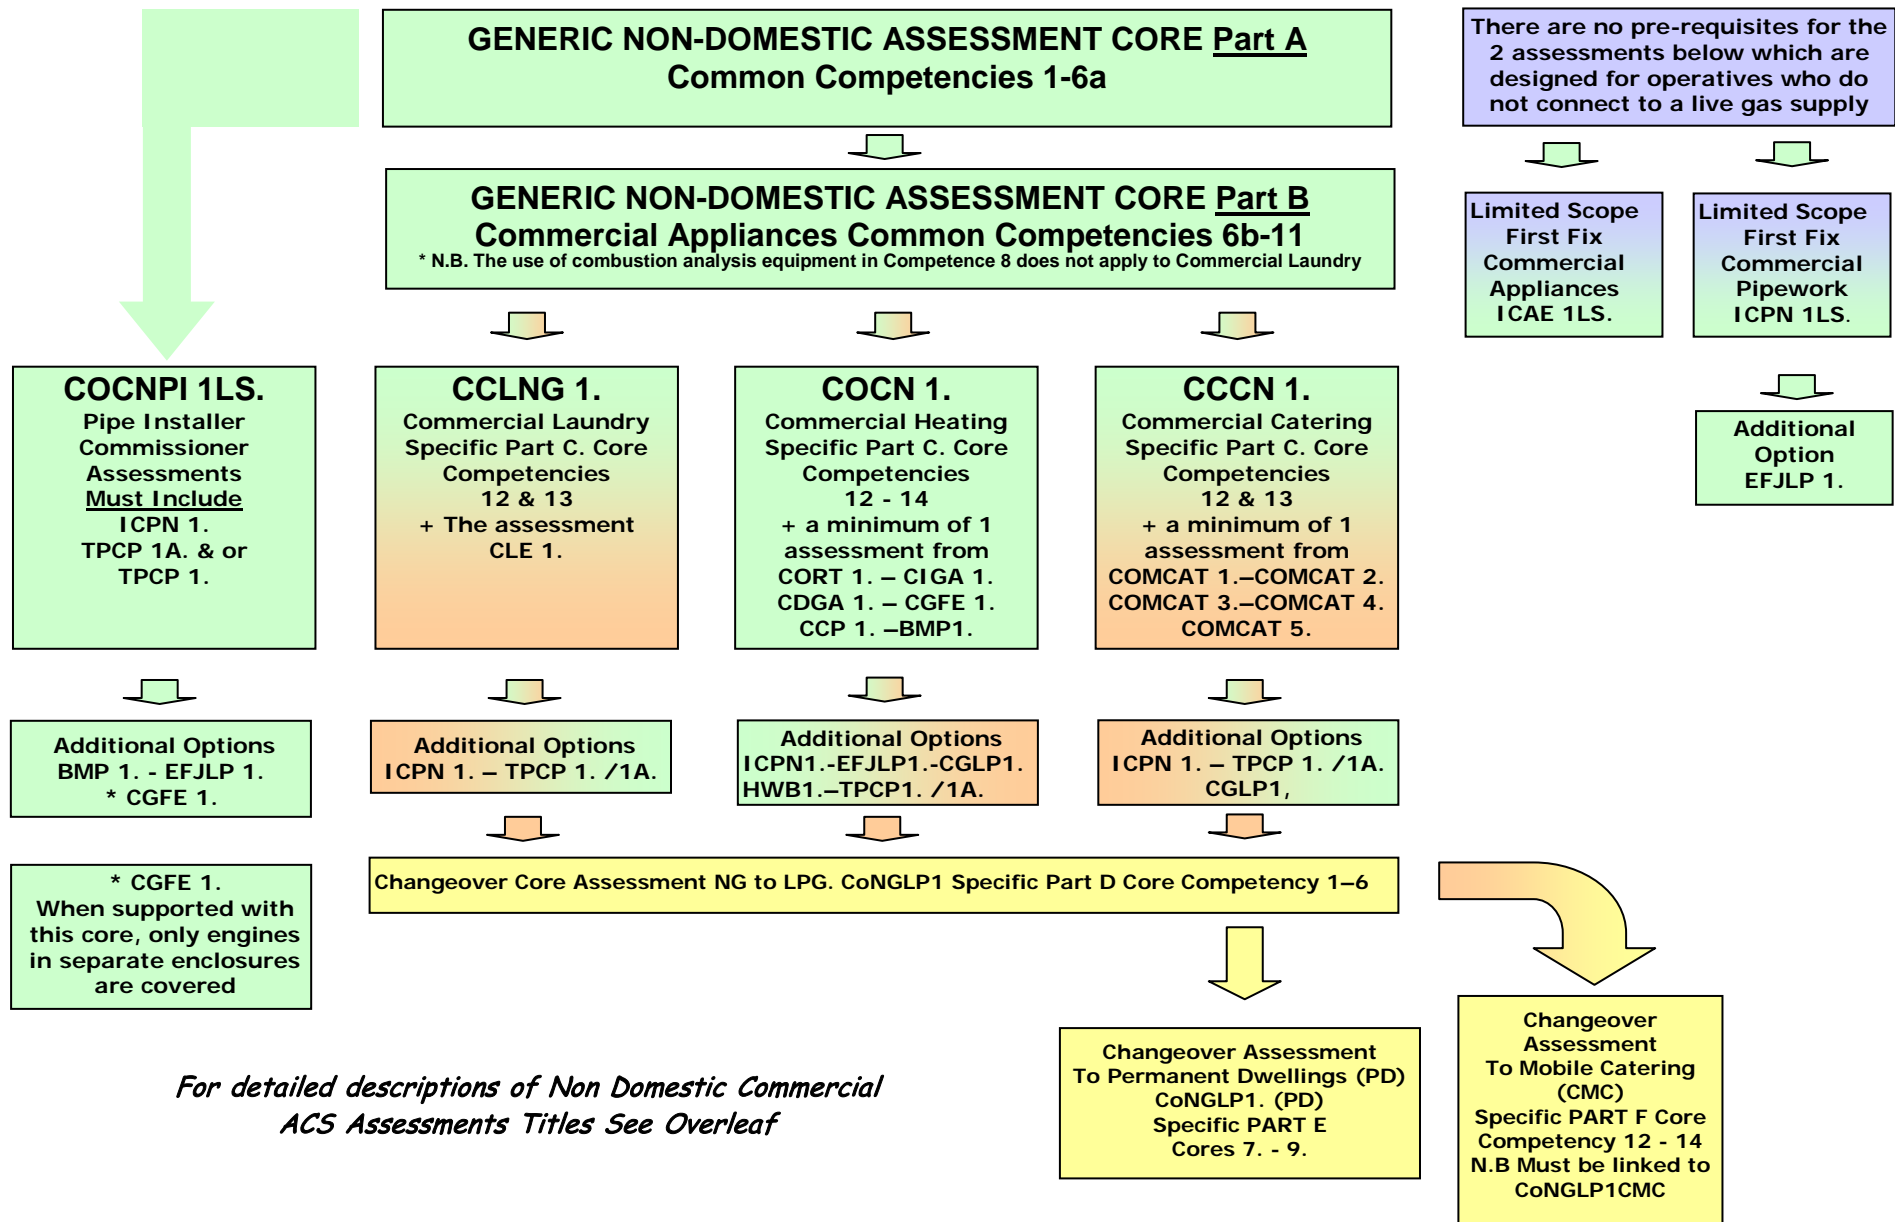 GENERIC NON-DOMESTIC ASSESSMENT CORE Part A
Common Competencies 1-6a
There are no pre-requisites for the
2 assessments below which are
designed for operatives who do
not connect to a live gas supply
GENERIC NON-DOMESTIC ASSESSMENT CORE Part B
Commercial Appliances Common Competencies 6b-11
* N.B. The use of combustion analysis equipment in Competence 8 does not apply to Commercial Laundry
Limited Scope
First Fix
Commercial
Appliances
ICAE 1LS.
Limited Scope
First Fix
Commercial
Pipework
ICPN 1LS.
COCNPI 1LS.
Pipe Installer
Commissioner
Assessments
Must Include
ICPN 1.
TPCP 1A. & or
TPCP 1.
CCLNG 1.
Commercial Laundry
Specific Part C. Core
Competencies
12 & 13
+ The assessment
CLE 1.
COCN 1.
Commercial Heating
Specific Part C. Core
Competencies
12 - 14
+ a minimum of 1
assessment from
CORT 1. – CIGA 1.
CDGA 1. – CGFE 1.
CCP 1. –BMP1.
CCCN 1.
Commercial Catering
Specific Part C. Core
Competencies
12 & 13
+ a minimum of 1
assessment from
COMCAT 1.–COMCAT 2.
COMCAT 3.–COMCAT 4.
COMCAT 5.
Additional
Option
EFJLP 1.
Additional Options
BMP 1. - EFJLP 1.
* CGFE 1.
Additional Options
ICPN 1. – TPCP 1. /1A.
Additional Options
ICPN1.-EFJLP1.-CGLP1.
HWB1.–TPCP1. /1A.
Additional Options
ICPN 1. – TPCP 1. /1A.
CGLP1,
* CGFE 1.
When supported with
this core, only engines
in separate enclosures
are covered
Changeover Core Assessment NG to LPG. CoNGLP1 Specific Part D Core Competency 1–6
Changeover Assessment
To Permanent Dwellings (PD)
CoNGLP1. (PD)
Specific PART E
Cores 7. - 9.
Changeover
Assessment
To Mobile Catering
(CMC)
Specific PART F Core
Competency 12 - 14
N.B Must be linked to
CoNGLP1CMC
For detailed descriptions of Non Domestic Commercial
ACS Assessments Titles See Overleaf